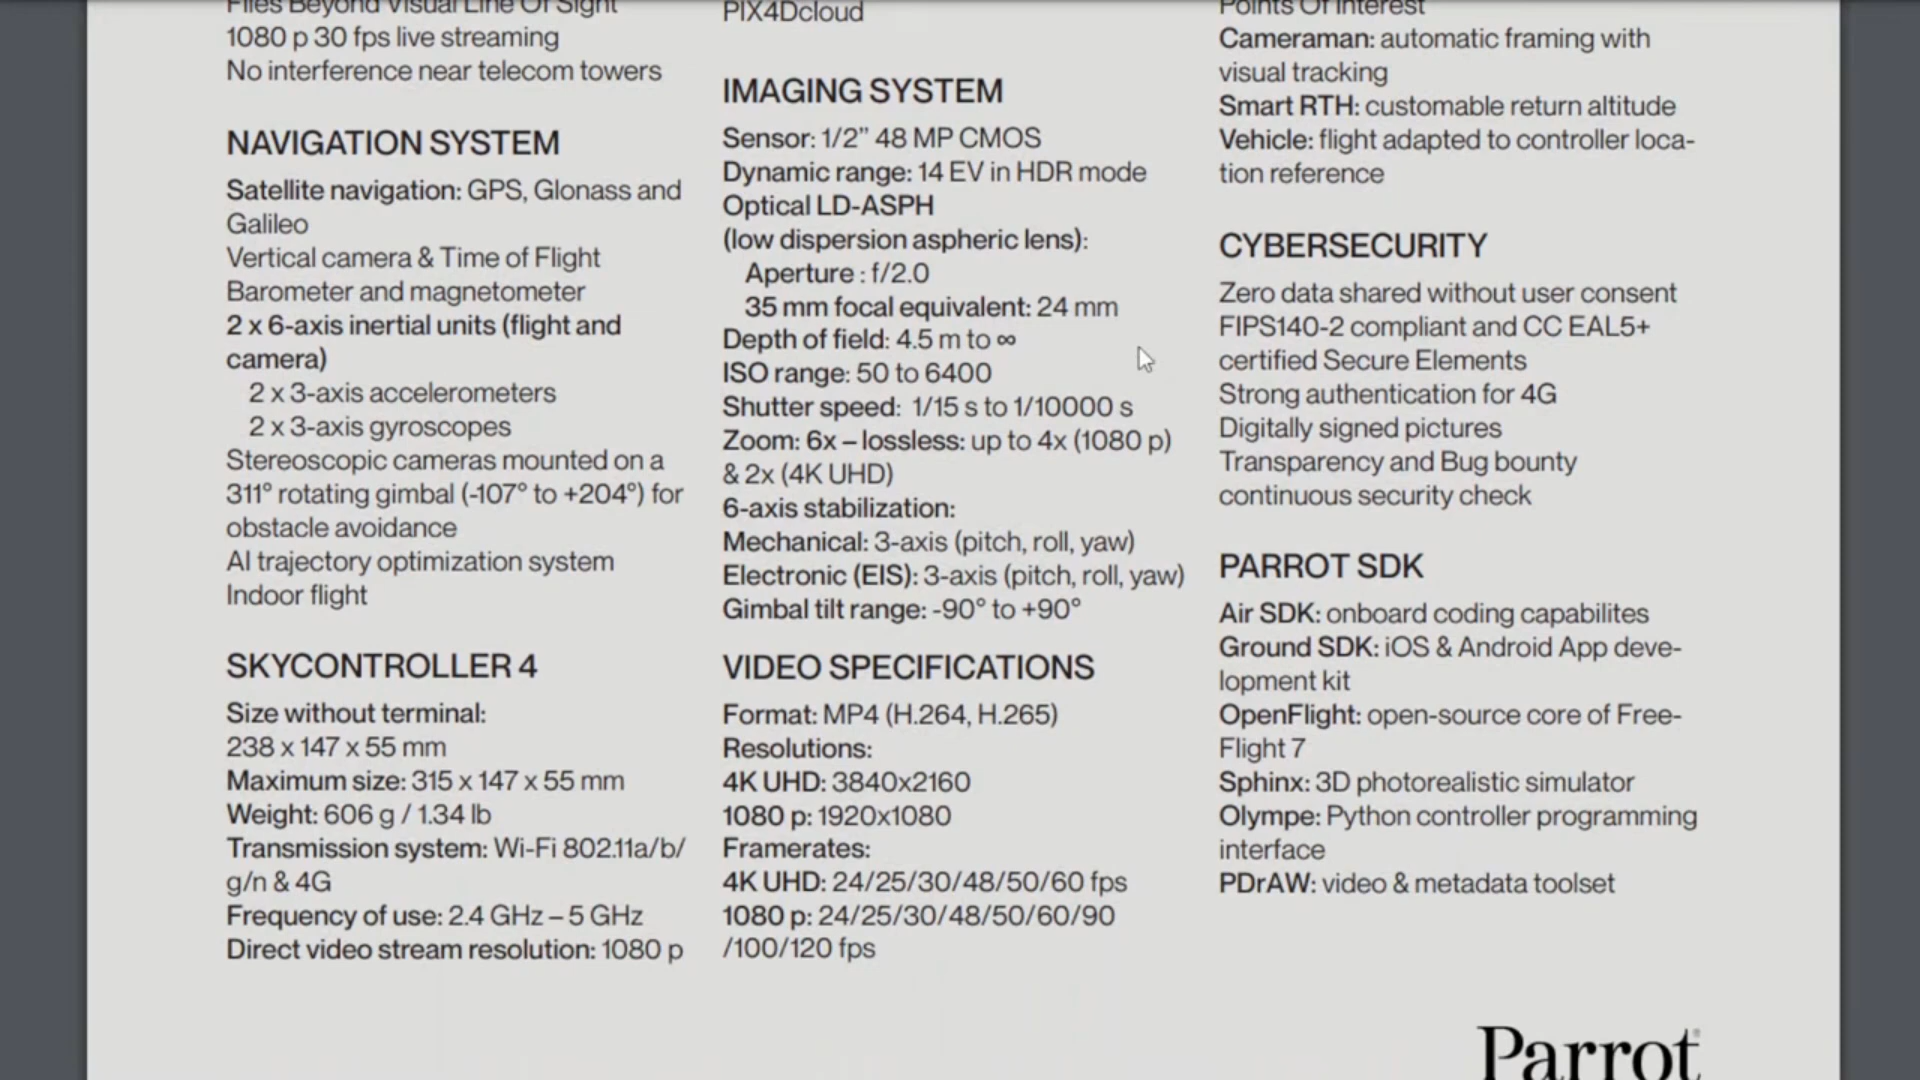 Flies Beyond Visual Line Of Sight
1080 p 30 fps live streaming
No interference near telecom towers
NAVIGATION SYSTEM
Satellite navigation: GPS, Glonass and
Galileo
Vertical camera & Time of Flight
Barometer and magnetometer
2 x 6-axis inertial units (flight and
camera)
2 x 3-axis accelerometers
2 x 3-axis gyroscopes
Stereoscopic cameras mounted on a
311° rotating gimbal (-107° to +204°) for
obstacle avoidance
AI trajectory optimization system
Indoor flight
SKYCONTROLLER 4
Size without terminal:
238 x 147 x 55 mm
Maximum size: 315 x 147 x 55 mm
Weight: 606 g / 1.34 lb
Transmission system: Wi-Fi 802.11a/b/
g/n & 4G
Frequency of use: 2.4 GHz – 5 GHz
Direct video stream resolution: 1080 p
PIX4Dcloud
IMAGING SYSTEM
Sensor: 1/2” 48 MP CMOS
Dynamic range: 14 EV in HDR mode
Optical LD-ASPH
(low dispersion aspheric lens):
Aperture : f/2.0
35 mm focal equivalent: 24 mm
Depth of field: 4.5 m to ∞
ISO range: 50 to 6400
Shutter speed: 1/15 s to 1/10000 s
Zoom: 6x – lossless: up to 4x (1080 p)
& 2x (4K UHD)
6-axis stabilization:
Mechanical: 3-axis (pitch, roll, yaw)
Electronic (EIS): 3-axis (pitch, roll, yaw)
Gimbal tilt range: -90° to +90°
VIDEO SPECIFICATIONS
Format: MP4 (H.264, H.265)
Resolutions:
4K UHD: 3840x2160
1080 p: 1920x1080
Framerates:
4K UHD: 24/25/30/48/50/60 fps
1080 p: 24/25/30/48/50/60/90
/100/120 fps
Points Of Interest
Cameraman: automatic framing with
visual tracking
Smart RTH: customable return altitude
Vehicle: flight adapted to controller loca-
tion reference
CYBERSECURITY
Zero data shared without user consent
FIPS140-2 compliant and CC EAL5+
certified Secure Elements
Strong authentication for 4G
Digitally signed pictures
Transparency and Bug bounty
continuous security check
PARROT SDK
Air SDK: onboard coding capabilites
Ground SDK: iOS & Android App deve-
lopment kit
OpenFlight: open-source core of Free-
Flight 7
Sphinx: 3D photorealistic simulator
Olympe: Python controller programming
interface
PDrAW: video & metadata toolset
Parrot®